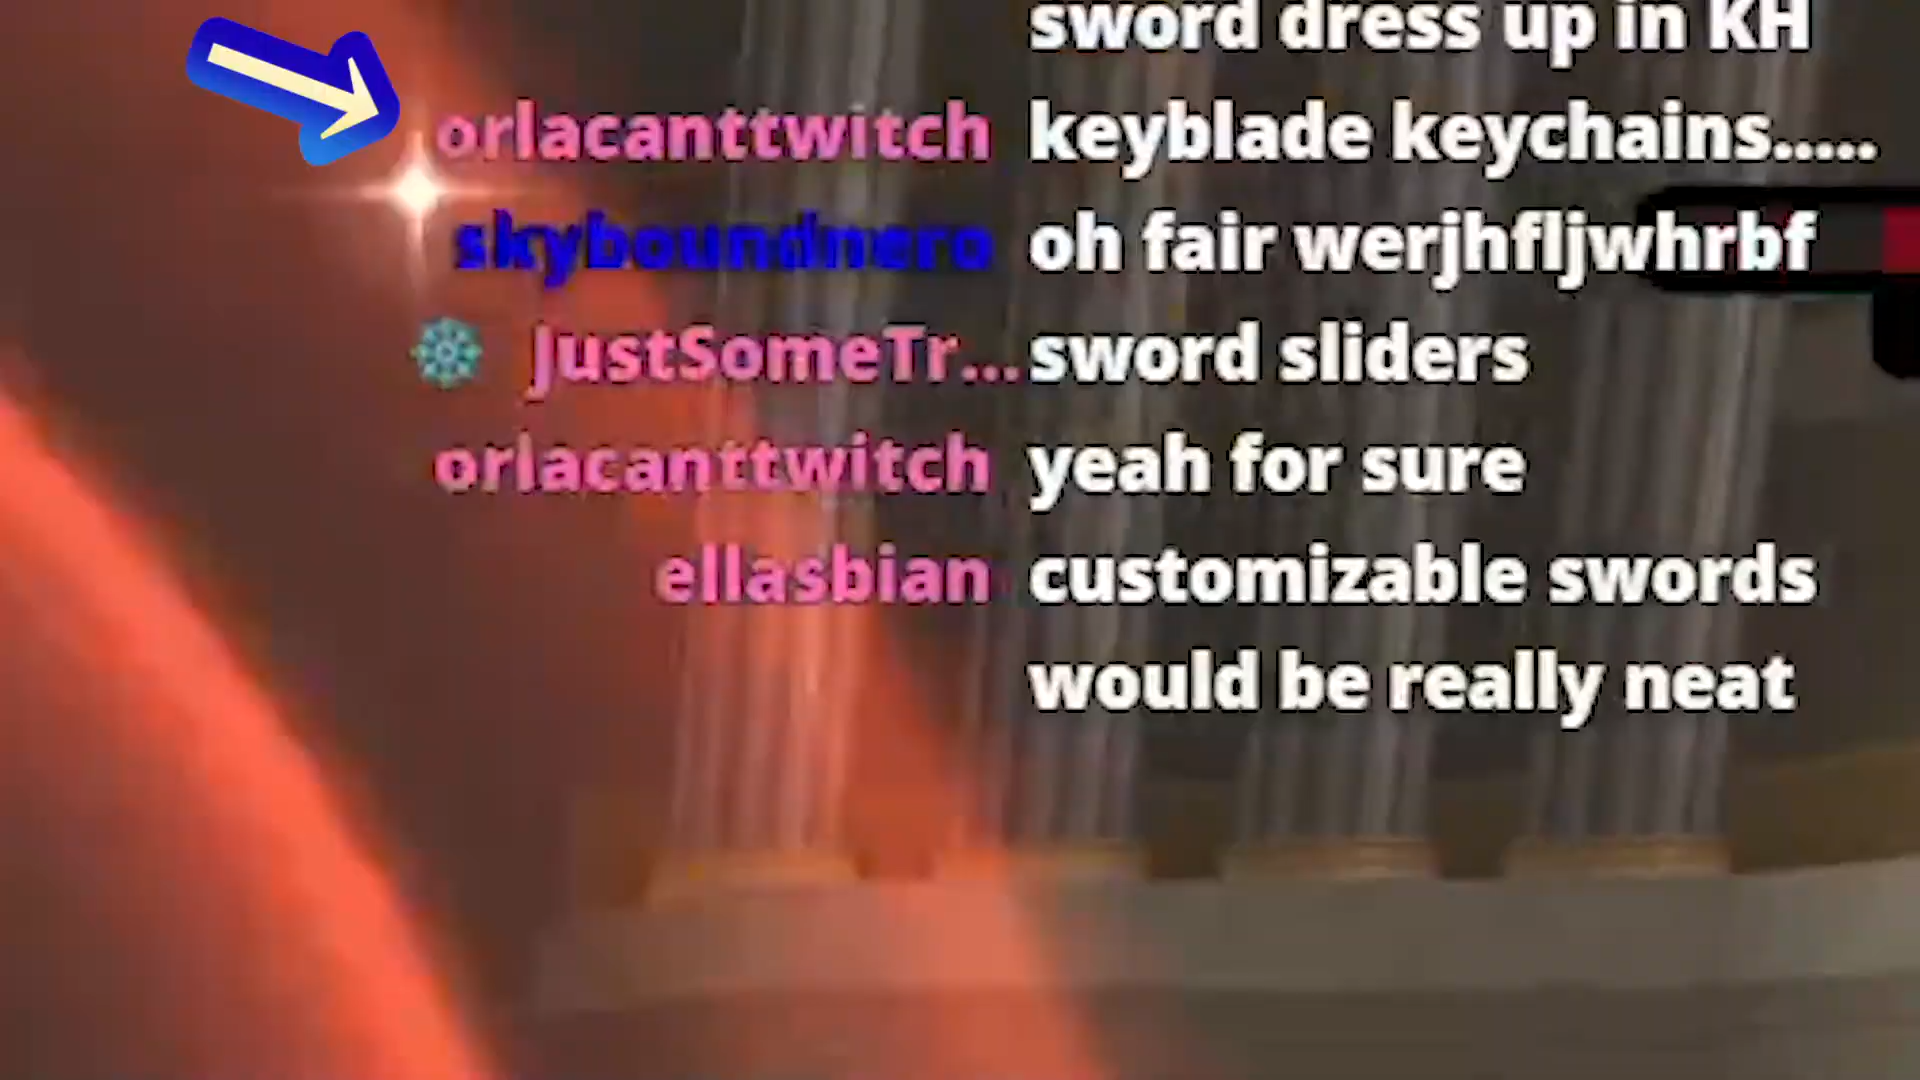 sword dress up in KH
orlacanttwitch keyblade keychains.....
skyboundnero oh fair werjhfljwhrbf
JustSomeTr... sword sliders
orlacanttwitch yeah for sure
ellasbian customizable swords
would be really neat